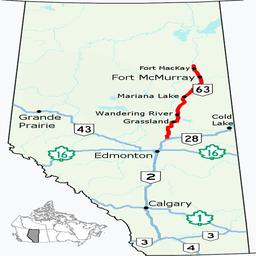 Fort MacKay
Fort McMurray
63
Mariana Lake
Wandering River
Grassland
Cold
Lake
Grande
Prairie
43
28
16
16
Edmonton
2
Calgary
1
3
4
3